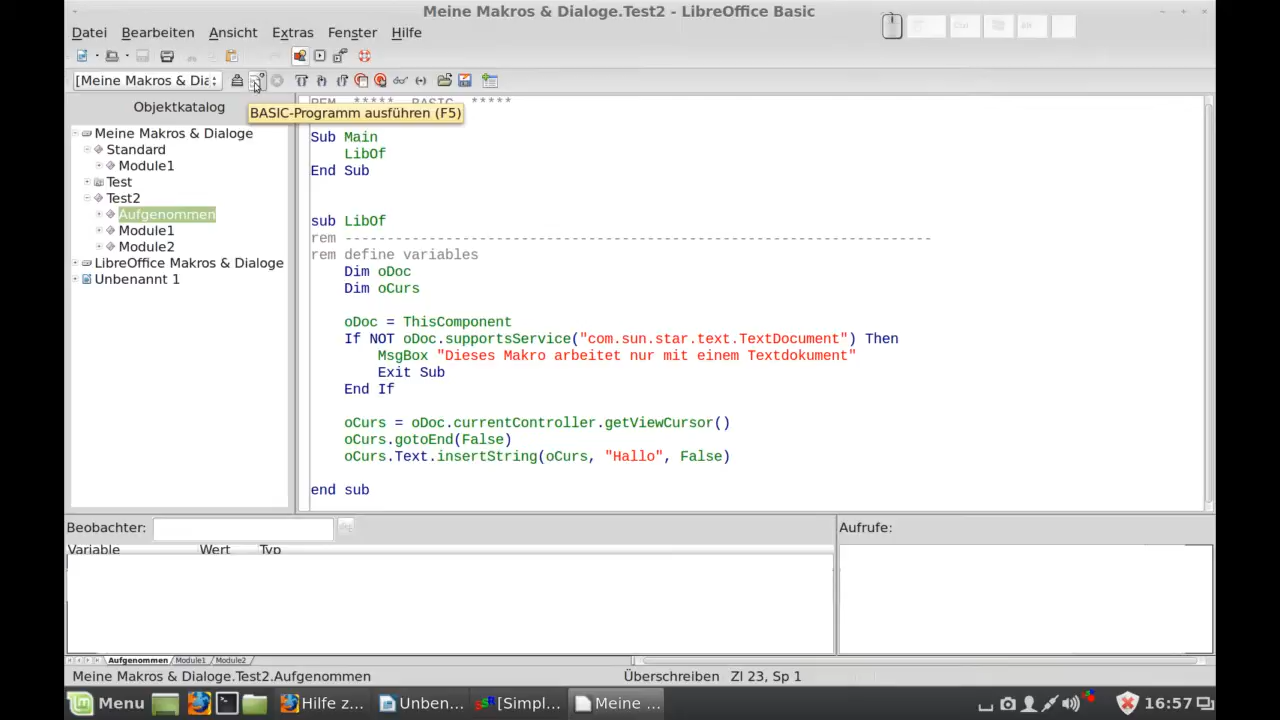 Meine Makros & Dialoge.Test2 - LibreOffice Basic
Datei Bearbeiten Ansicht Extras Fenster Hilfe
[Meine Makros & Dia
Objektkatalog
Meine Makros & Dialoge
Standard
Module1
Test
Test2
Aufgenommen
Module1
Module2
LibreOffice Makros & Dialoge
Unbenannt 1
REM ***** BASIC *****
BASIC-Programm ausführen (F5)
Sub Main
LibOf
End Sub
sub LibOf
rem ----------------------------------------------------------------------
rem define variables
Dim oDoc
Dim oCurs
oDoc = ThisComponent
If NOT oDoc.supportsService("com.sun.star.text.TextDocument") Then
MsgBox "Dieses Makro arbeitet nur mit einem Textdokument"
Exit Sub
End If
oCurs = oDoc.currentController.getViewCursor()
oCurs.gotoEnd(False)
oCurs.Text.insertString(oCurs, "Hallo", False)
end sub
Beobachter:
Variable Wert Typ
Aufrufe:
Aufgenommen Module1 Module2
Meine Makros & Dialoge.Test2.Aufgenommen Überschreiben Zl 23, Sp 1
Menu Hilfe z... Unben... [Simpl... Meine ... 16:57